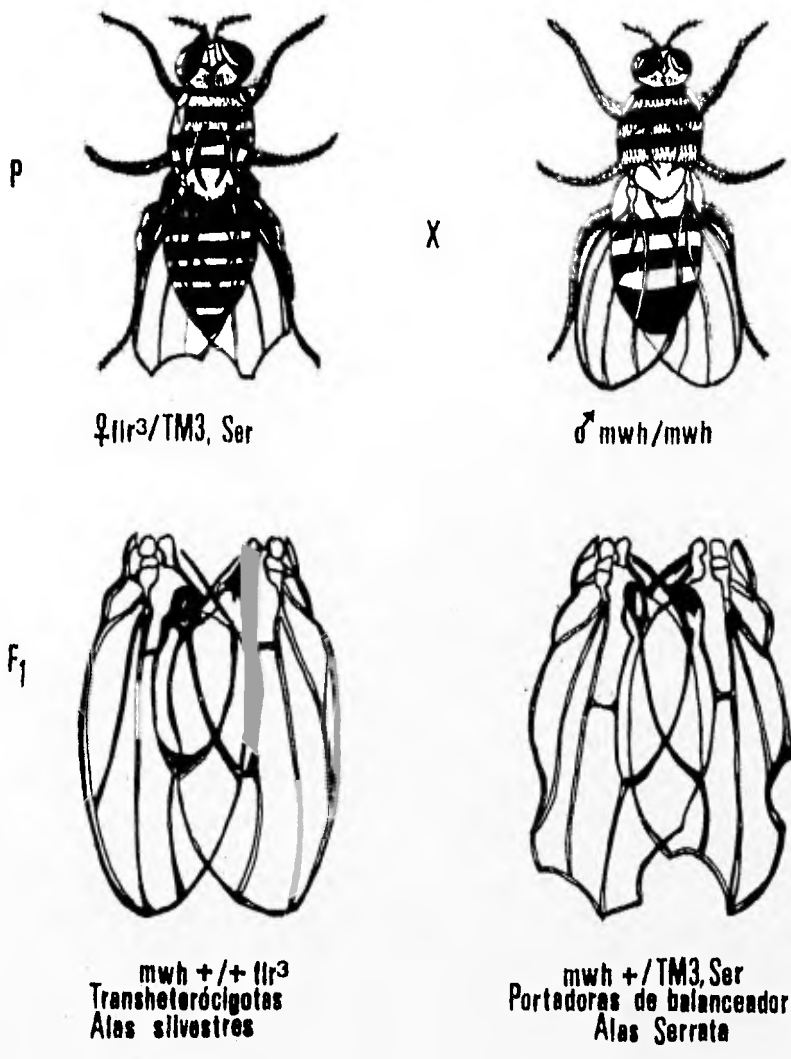 P
X
♀flr3/TM3, Ser
♂ mwh/mwh
F1
mwh +/+ flr3
Transheterócigotas
Alas silvestres
mwh +/TM3, Ser
Portadoras de balanceador
Alas Serrata